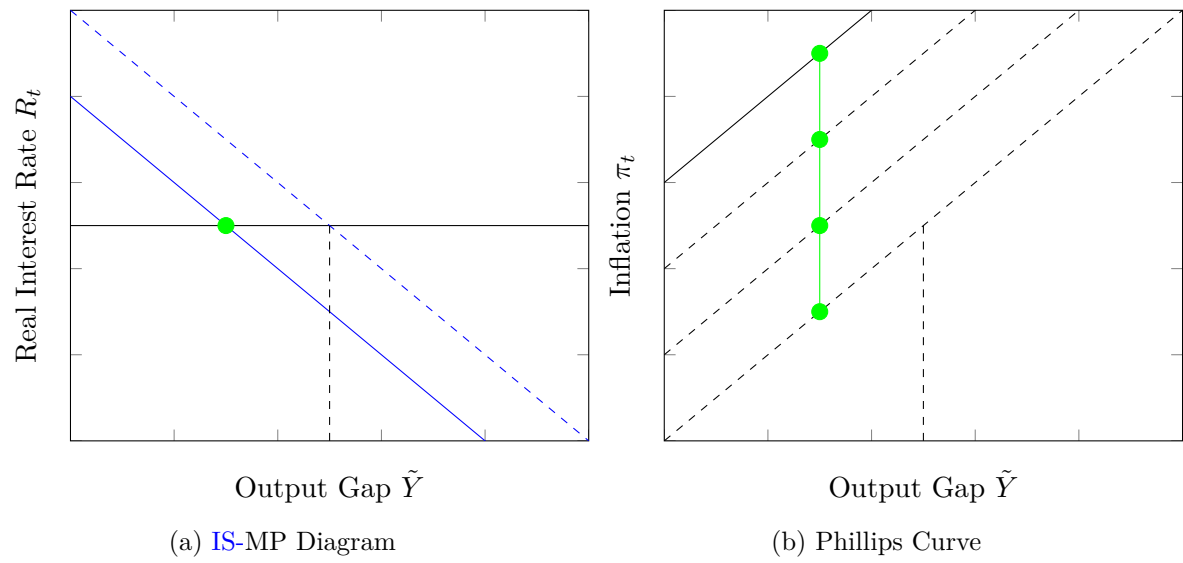 Real Interest Rate $R_t$
Output Gap $\tilde{Y}$
(a) IS-MP Diagram
Inflation $\pi_t$
Output Gap $\tilde{Y}$
(b) Phillips Curve